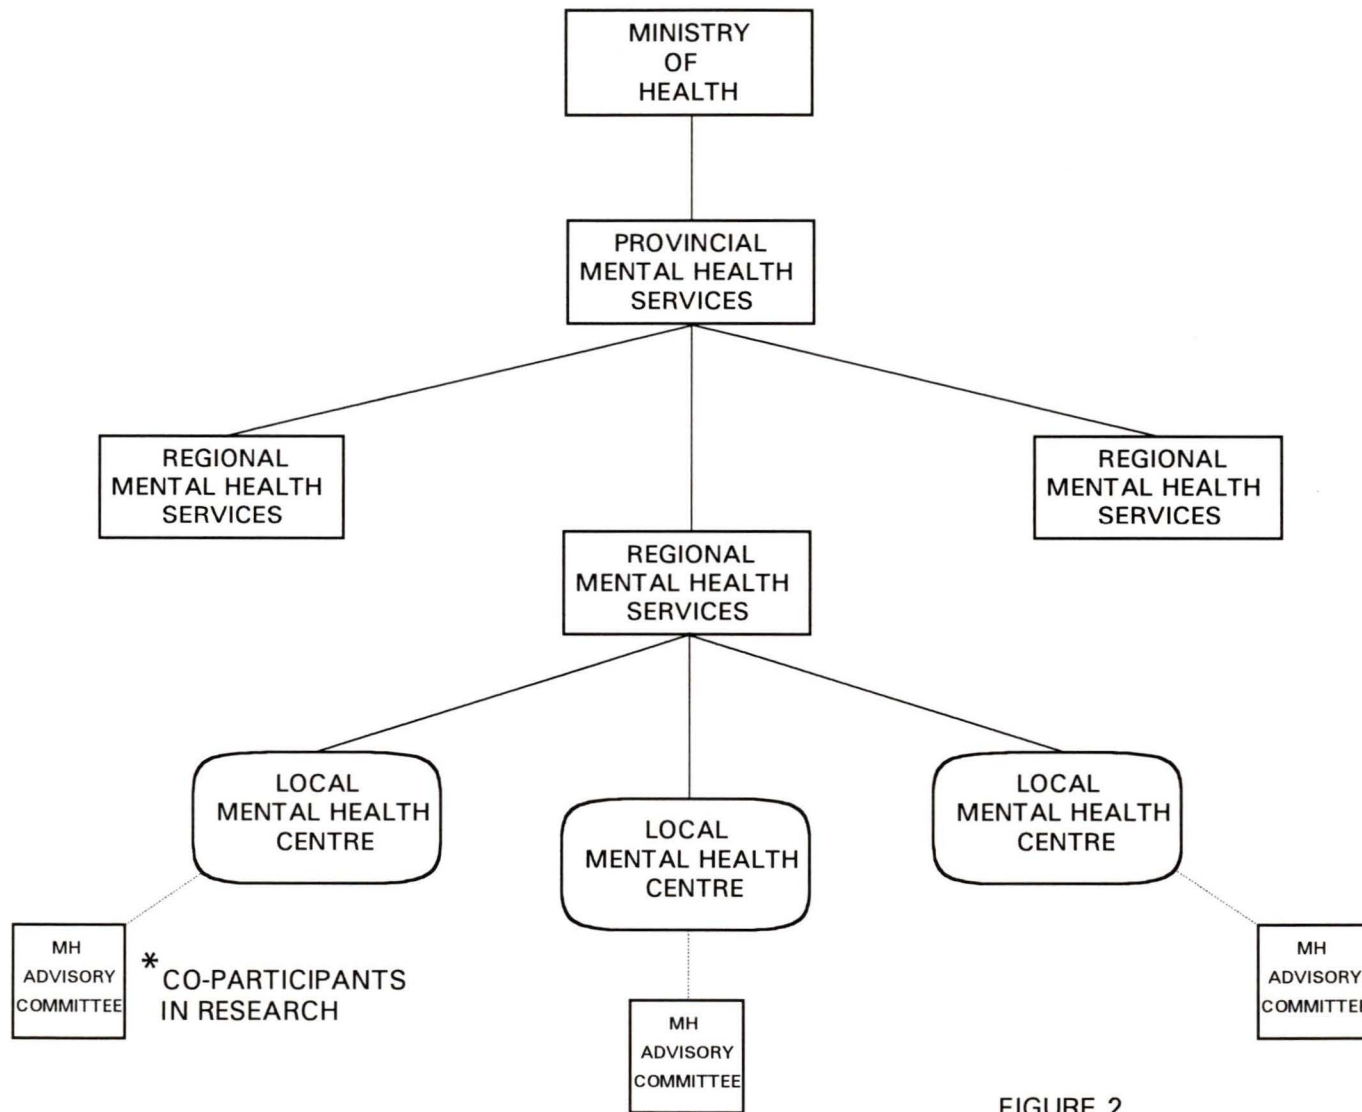 MINISTRY
OF
HEALTH
PROVINCIAL
MENTAL HEALTH
SERVICES
REGIONAL
MENTAL HEALTH
SERVICES
REGIONAL
MENTAL HEALTH
SERVICES
REGIONAL
MENTAL HEALTH
SERVICES
LOCAL
MENTAL HEALTH
CENTRE
LOCAL
MENTAL HEALTH
CENTRE
LOCAL
MENTAL HEALTH
CENTRE
MH
ADVISORY
COMMITTEE
*CO-PARTICIPANTS
IN RESEARCH
MH
ADVISORY
COMMITTEE
MH
ADVISORY
COMMITTEE
FIGURE 2